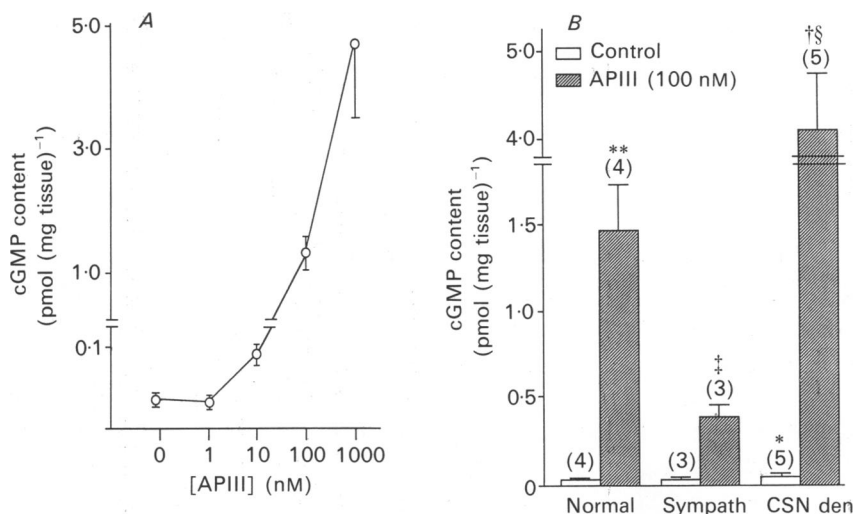 A
5·0
3·0
1·0
0·1
cGMP content
(pmol (mg tissue)⁻¹
0 1 10 100 1000
[APIII] (nM)
B
Control
APIII (100 nM)
5·0
4·0
1·5
1·0
0·5
0
cGMP content
(pmol (mg tissue)⁻¹
(4)
**
(4)
(3)
‡
(3)
*
(5)
†§
(5)
Normal Sympath CSN den